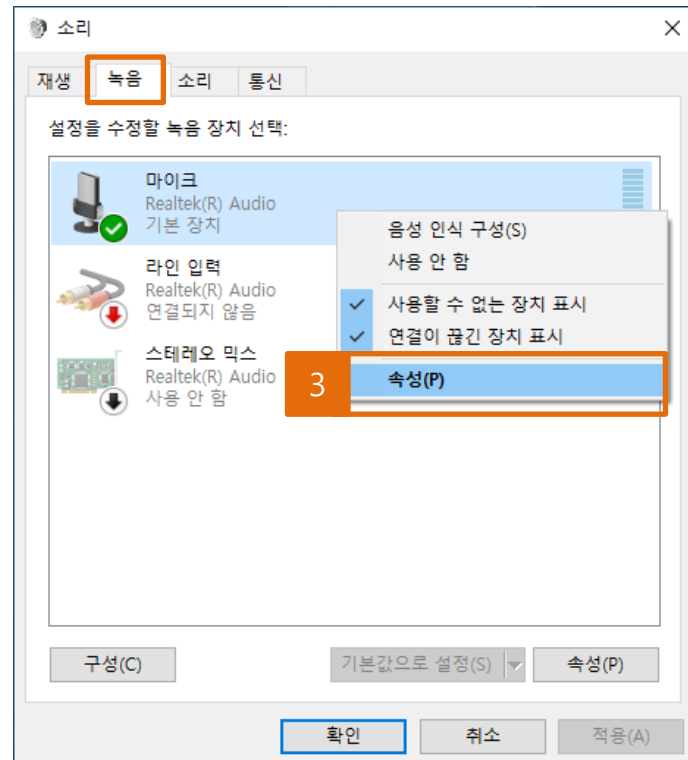 소리
재생 녹음 소리 통신
설정을 수정할 녹음 장치 선택:
마이크
Realtek(R) Audio
기본 장치
라인 입력
Realtek(R) Audio
연결되지 않음
스테레오 믹스
Realtek(R) Audio
사용 안 함
음성 인식 구성(S)
사용 안 함
사용할 수 없는 장치 표시
연결이 끊긴 장치 표시
3 속성(P)
구성(C) 기본값으로 설정(S) 속성(P)
확인 취소 적용(A)